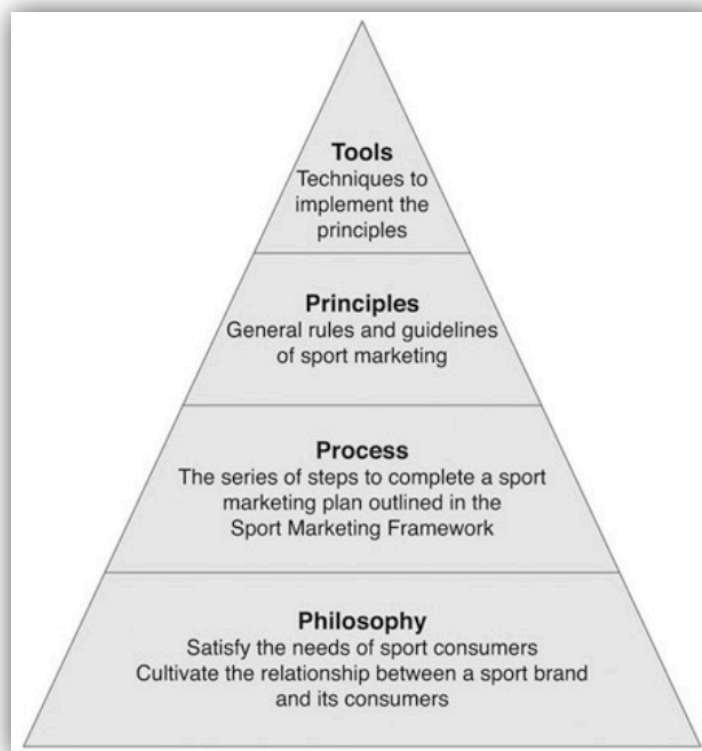 Tools
Techniques to
implement the
principles
Principles
General rules and guidelines
of sport marketing
Process
The series of steps to complete a sport
marketing plan outlined in the
Sport Marketing Framework
Philosophy
Satisfy the needs of sport consumers
Cultivate the relationship between a sport brand
and its consumers